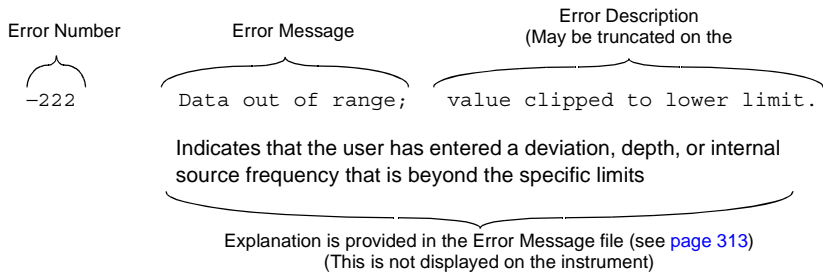 Error Number Error Message Error Description
(May be truncated on the
−222 Data out of range; value clipped to lower limit.
Indicates that the user has entered a deviation, depth, or internal
source frequency that is beyond the specific limits
Explanation is provided in the Error Message file (see page 313)
(This is not displayed on the instrument)